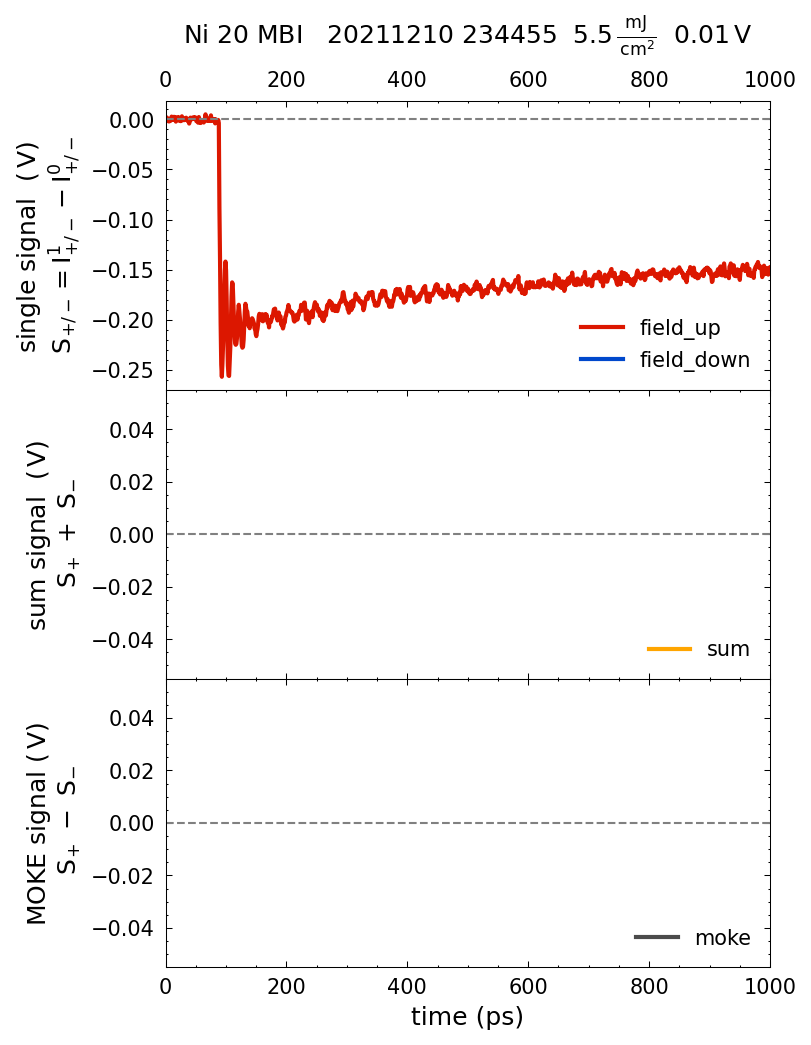 Ni 20 MBI 20211210 234455 5.5 mJ/cm² 0.01 V
0 200 400 600 800 1000
single signal ( V)
S+/− = I¹+/− − I⁰+/−
0.00
−0.05
−0.10
−0.15
−0.20
−0.25
field_up
field_down
sum signal ( V)
S+ + S−
0.04
0.02
0.00
−0.02
−0.04
sum
MOKE signal ( V)
S+ − S−
0.04
0.02
0.00
−0.02
−0.04
moke
0 200 400 600 800 1000
time (ps)